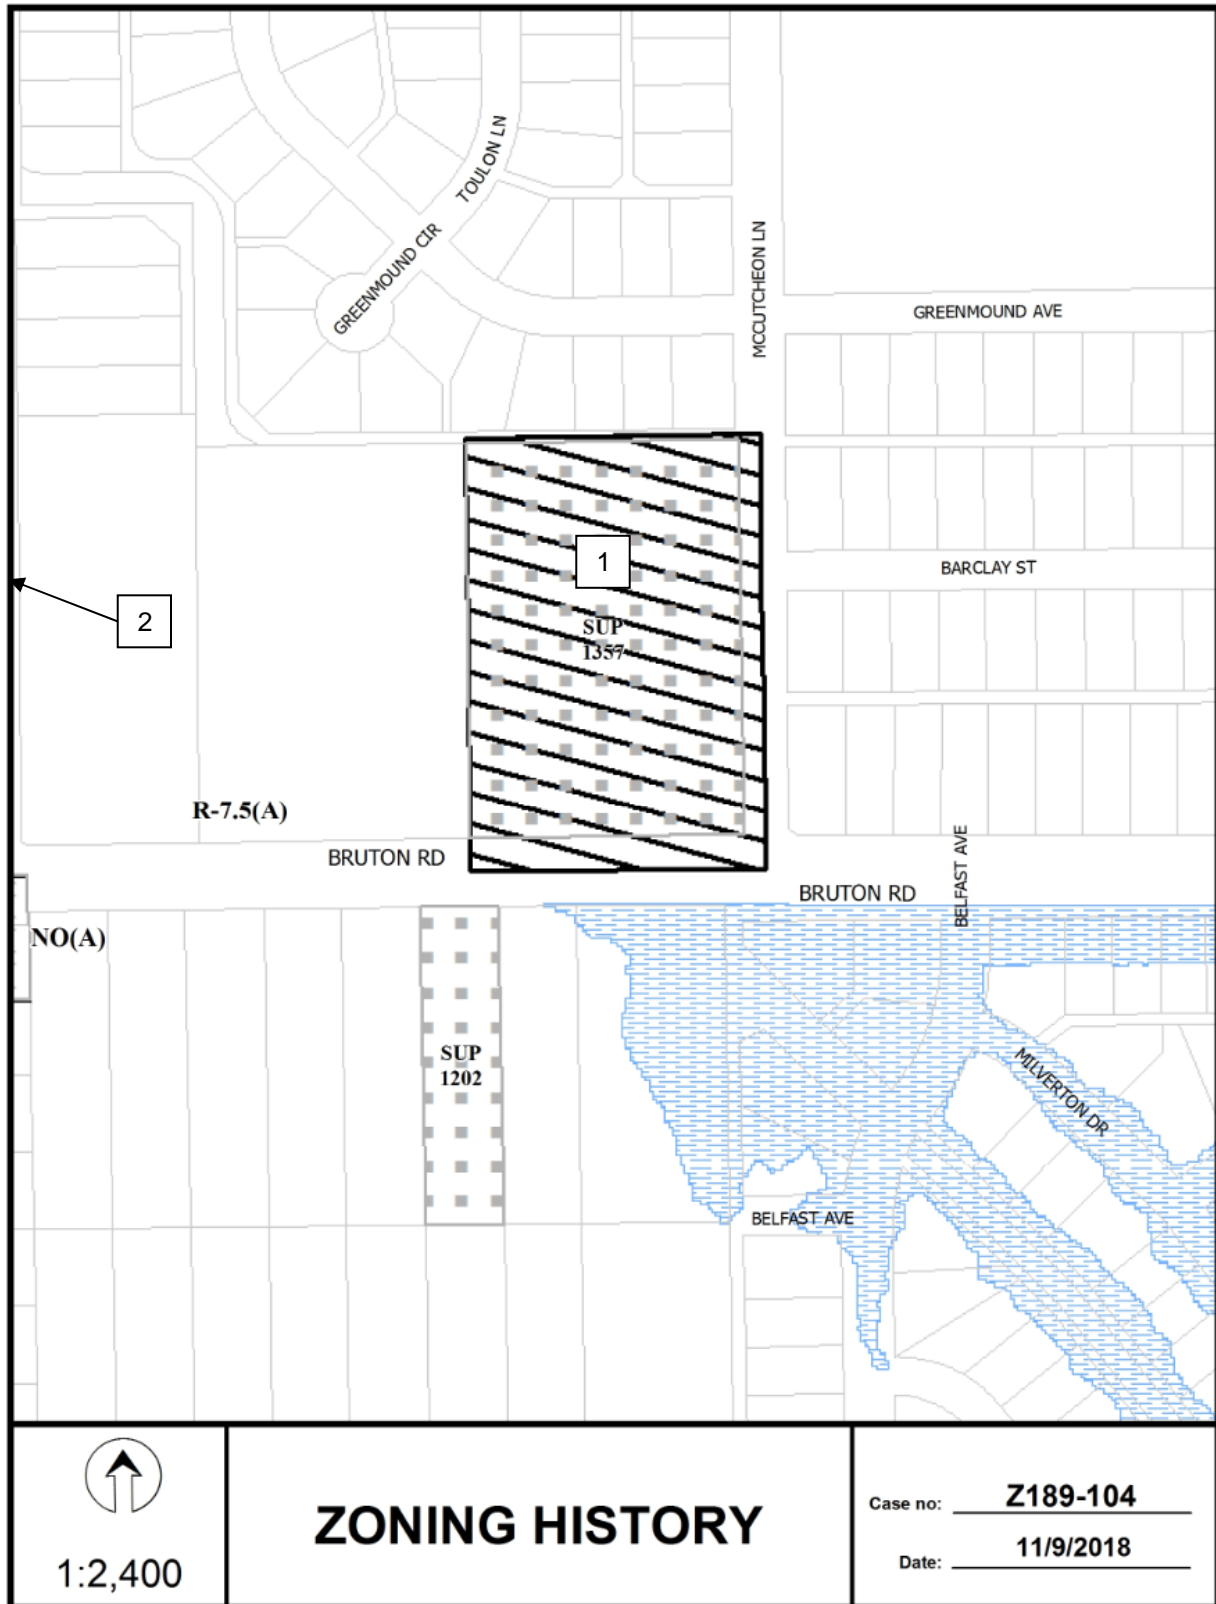 TOULON LN
GREENMOUND CIR
MCCUTCHEON LN
GREENMOUND AVE
1
BARCLAY ST
2
SUP
1357
R-7.5(A)
BRUTON RD
BELFAST AVE
BRUTON RD
NO(A)
SUP
1202
MILVERTON DR
BELFAST AVE
1:2,400
ZONING HISTORY
Case no: Z189-104
Date: 11/9/2018